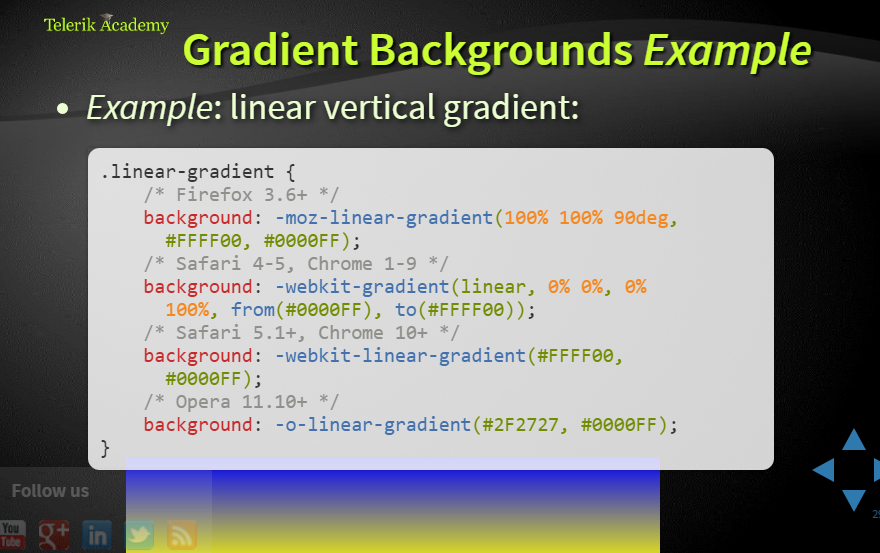 Telerik Academy
Gradient Backgrounds Example
• Example: linear vertical gradient:
.linear-gradient {
    /* Firefox 3.6+ */
    background: -moz-linear-gradient(100% 100% 90deg,
      #FFFF00, #0000FF);
    /* Safari 4-5, Chrome 1-9 */
    background: -webkit-gradient(linear, 0% 0%, 0%
      100%, from(#0000FF), to(#FFFF00));
    /* Safari 5.1+, Chrome 10+ */
    background: -webkit-linear-gradient(#FFFF00,
      #0000FF);
    /* Opera 11.10+ */
    background: -o-linear-gradient(#2F2727, #0000FF);
}
Follow us
You
Tube
g+
in